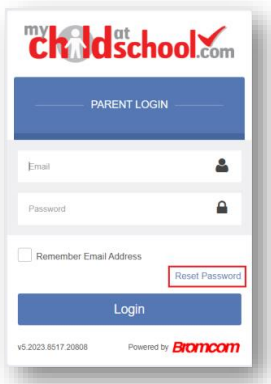 my child at school.com
PARENT LOGIN
Email
Password
Remember Email Address
Reset Password
Login
v5.2023.8517.20808 Powered by Bromcom